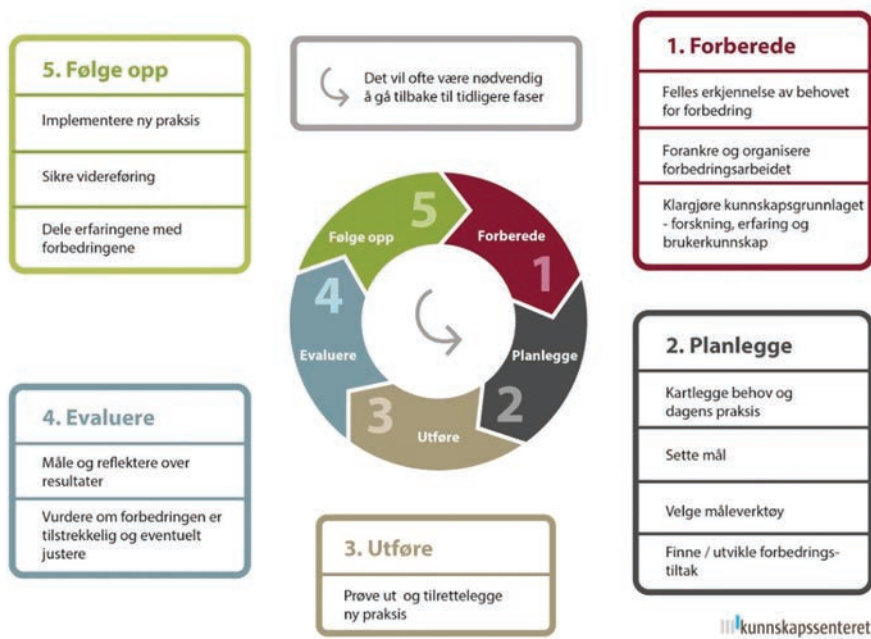 5. Følge opp
Implementere ny praksis
Sikre videreføring
Dele erfaringene med
forbedringene
Det vil ofte være nødvendig
å gå tilbake til tidligere faser
1. Forberede
Felles erkjennelse av behovet
for forbedring
Forankre og organisere
forbedringsarbeidet
Klargjøre kunnskapsgrunnlaget
- forskning, erfaring og
brukerkunnskap
5
Følge opp
Forberede
1
4
Evaluere
Planlegge
2
3
Utføre
2. Planlegge
Kartlegge behov og
dagens praksis
Sette mål
Velge måleverktøy
Finne / utvikle forbedrings-
tiltak
4. Evaluere
Måle og reflektere over
resultater
Vurdere om forbedringen er
tilstrekkelig og eventuelt
justere
3. Utføre
Prøve ut og tilrettelegge
ny praksis
kunnskapssenteret